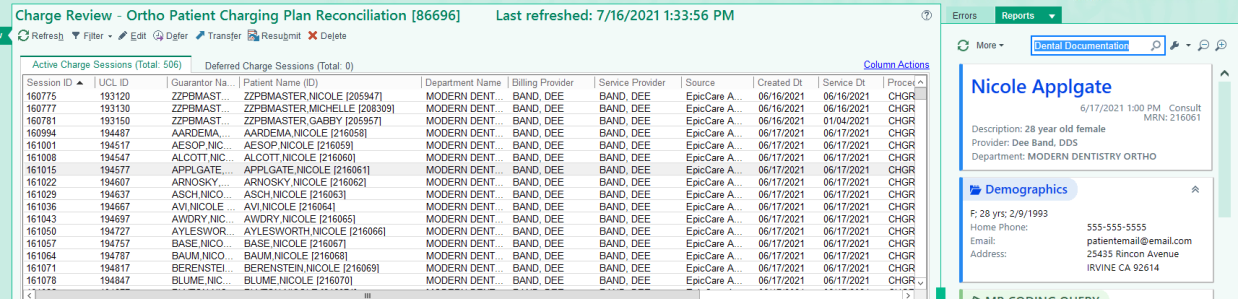 Charge Review - Ortho Patient Charging Plan Reconciliation [86696] Last refreshed: 7/16/2021 1:33:56 PM
Refresh Filter Edit Defer Transfer Resubmit Delete
Active Charge Sessions (Total: 506) Deferred Charge Sessions (Total: 0) Column Actions
Session ID UCL ID Guarantor Na... Patient Name (ID) Department Name Billing Provider Service Provider Source Created Dt Service Dt Proce
160775 193120 ZZPBMAST... ZZPBMASTER,NICOLE [205947] MODERN DENT... BAND, DEE BAND, DEE EpicCare A... 06/16/2021 06/16/2021 CHGR
160777 193130 ZZPBMAST... ZZPBMASTER,MICHELLE [208309] MODERN DENT... BAND, DEE BAND, DEE EpicCare A... 06/16/2021 06/16/2021 CHGR
160781 193150 ZZPBMAST... ZZPBMASTER,GABBY [205957] MODERN DENT... BAND, DEE BAND, DEE EpicCare A... 06/16/2021 01/04/2021 CHGR
160994 194487 AARDEMA,... AARDEMA,NICOLE [216058] MODERN DENT... BAND, DEE BAND, DEE EpicCare A... 06/17/2021 06/17/2021 CHGR
161001 194517 AESOP,NIC... AESOP,NICOLE [216059] MODERN DENT... BAND, DEE BAND, DEE EpicCare A... 06/17/2021 06/17/2021 CHGR
161008 194547 ALCOTT,NI... ALCOTT,NICOLE [216060] MODERN DENT... BAND, DEE BAND, DEE EpicCare A... 06/17/2021 06/17/2021 CHGR
161015 194577 APPLGATE,... APPLGATE,NICOLE [216061] MODERN DENT... BAND, DEE BAND, DEE EpicCare A... 06/17/2021 06/17/2021 CHGR
161022 194607 ARNOSKY,... ARNOSKY,NICOLE [216062] MODERN DENT... BAND, DEE BAND, DEE EpicCare A... 06/17/2021 06/17/2021 CHGR
161029 194637 ASCH,NICO... ASCH,NICOLE [216063] MODERN DENT... BAND, DEE BAND, DEE EpicCare A... 06/17/2021 06/17/2021 CHGR
161036 194667 AVI,NICOLE ... AVI,NICOLE [216064] MODERN DENT... BAND, DEE BAND, DEE EpicCare A... 06/17/2021 06/17/2021 CHGR
161043 194697 AWDRY,NIC... AWDRY,NICOLE [216065] MODERN DENT... BAND, DEE BAND, DEE EpicCare A... 06/17/2021 06/17/2021 CHGR
161050 194727 AYLESWOR... AYLESWORTH,NICOLE [216066] MODERN DENT... BAND, DEE BAND, DEE EpicCare A... 06/17/2021 06/17/2021 CHGR
161057 194757 BASE,NICO... BASE,NICOLE [216067] MODERN DENT... BAND, DEE BAND, DEE EpicCare A... 06/17/2021 06/17/2021 CHGR
161064 194787 BAUM,NICO... BAUM,NICOLE [216068] MODERN DENT... BAND, DEE BAND, DEE EpicCare A... 06/17/2021 06/17/2021 CHGR
161071 194817 BERENSTEI... BERENSTEIN,NICOLE [216069] MODERN DENT... BAND, DEE BAND, DEE EpicCare A... 06/17/2021 06/17/2021 CHGR
161078 194847 BLUME,NIC... BLUME,NICOLE [216070] MODERN DENT... BAND, DEE BAND, DEE EpicCare A... 06/17/2021 06/17/2021 CHGR
Errors Reports
More Dental Documentation
Nicole Applgate
6/17/2021 1:00 PM Consult
MRN: 216061
Description: 28 year old female
Provider: Dee Band, DDS
Department: MODERN DENTISTRY ORTHO
Demographics
F; 28 yrs; 2/9/1993
Home Phone: 555-555-5555
Email: patientemail@email.com
Address: 25435 Rincon Avenue
IRVINE CA 92614
MR CODING QUERY